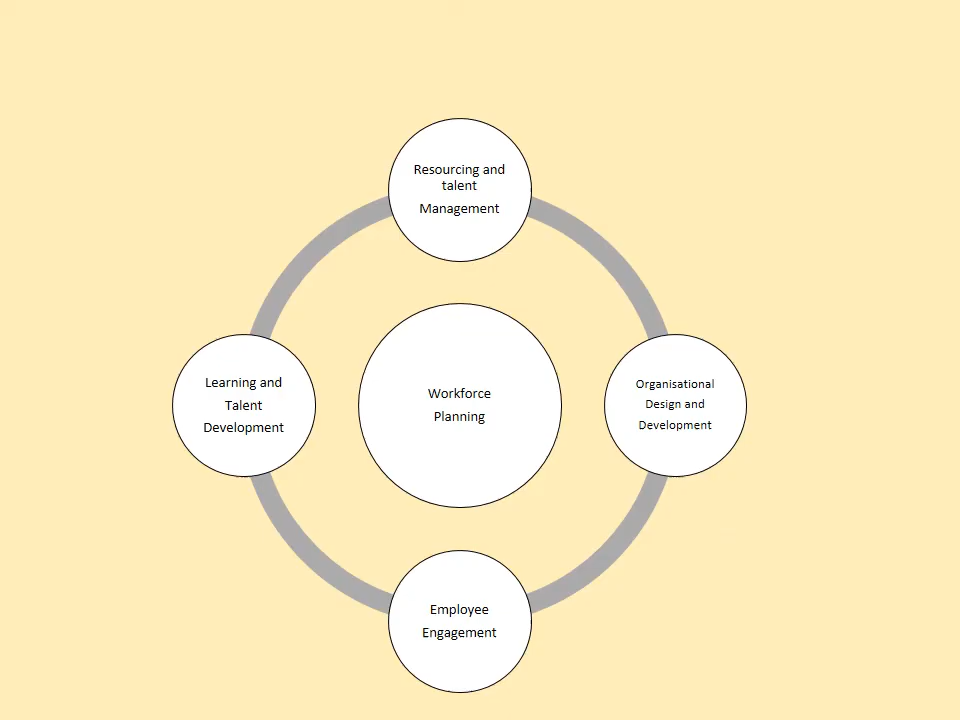 Resourcing and
talent
Management
Learning and
Talent
Development
Workforce
Planning
Organisational
Design and
Development
Employee
Engagement